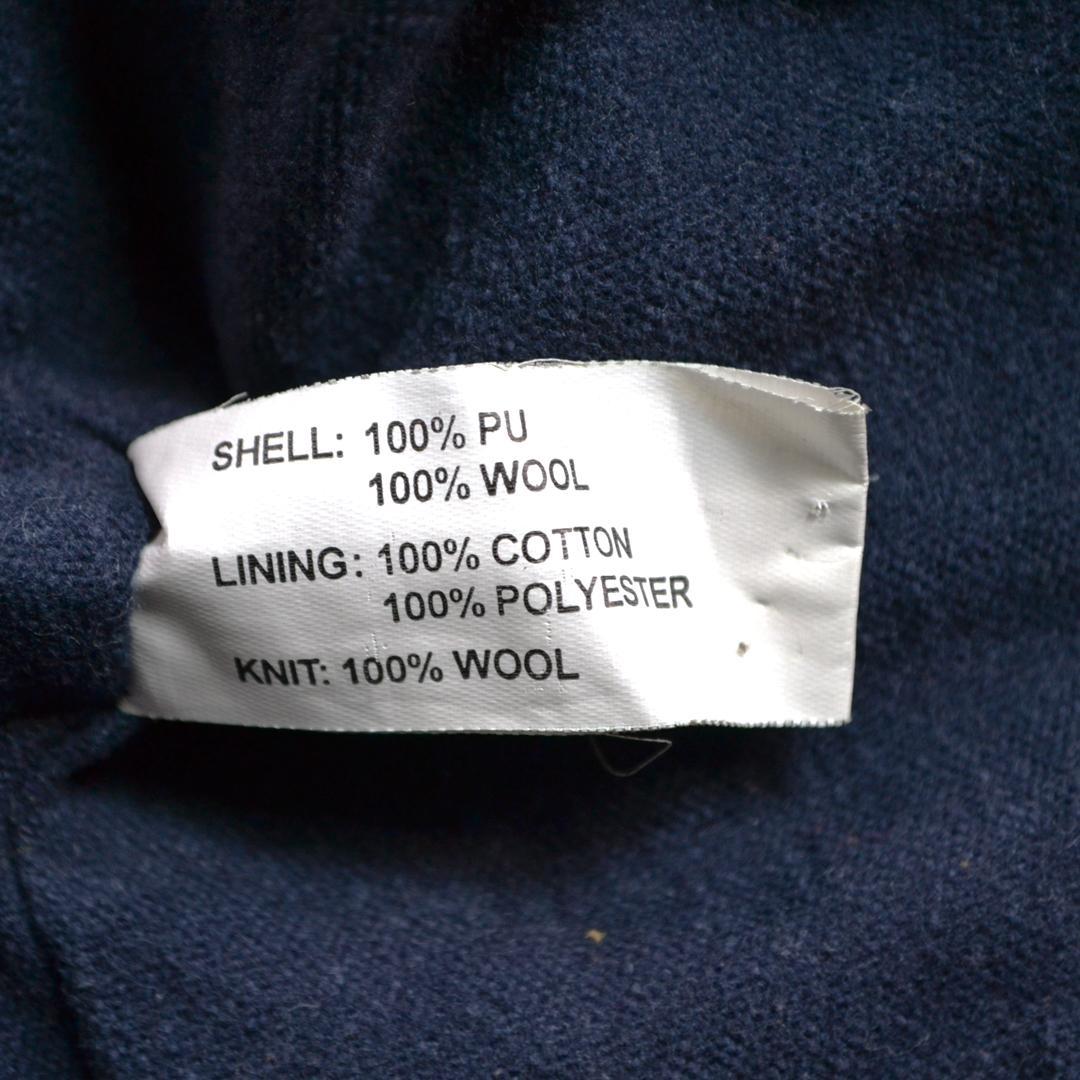 SHELL: 100% PU
100% WOOL
LINING: 100% COTTON
100% POLYESTER
KNIT: 100% WOOL